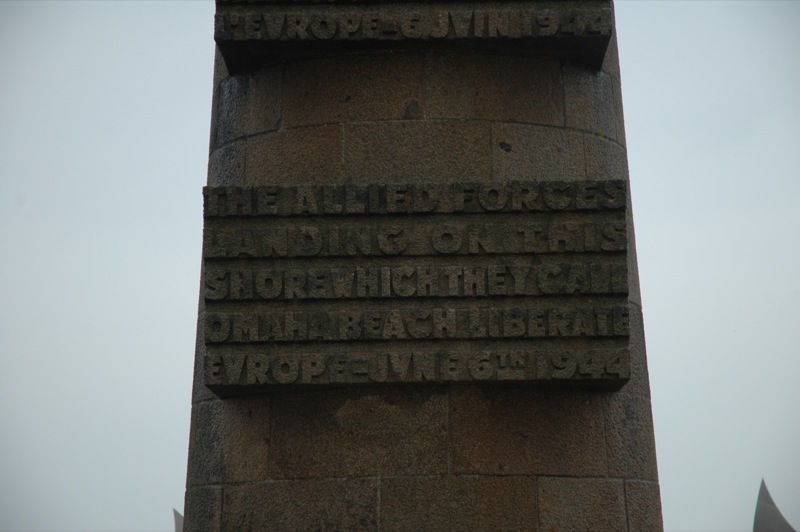 L'EVROPE-6 JVIN 1944
THE ALLIED FORCES
LANDING ON THIS
SHORE WHICH THEY CALL
OMAHA BEACH LIBERATE
EVROPE-JVNE 6TH 1944